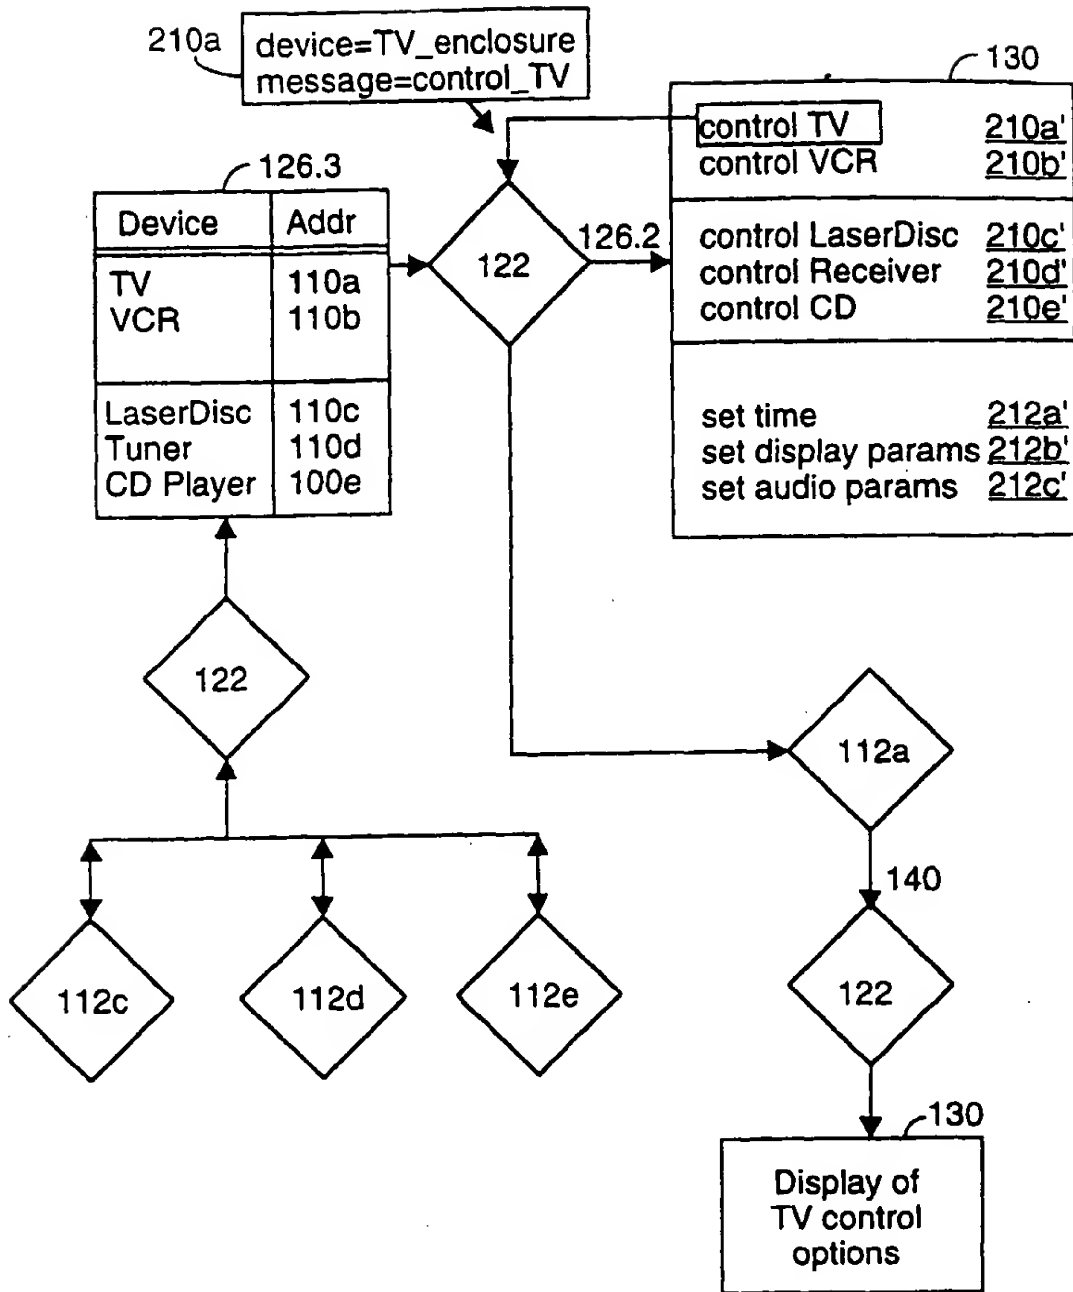 210a
device=TV_enclosure
message=control_TV
130
control TV 210a'
control VCR 210b'
126.3
Device Addr
TV 110a
VCR 110b
LaserDisc 110c
Tuner 110d
CD Player 100e
122
126.2
control LaserDisc 210c'
control Receiver 210d'
control CD 210e'
set time 212a'
set display params 212b'
set audio params 212c'
122
112a
140
112c
112d
112e
122
130
Display of
TV control
options